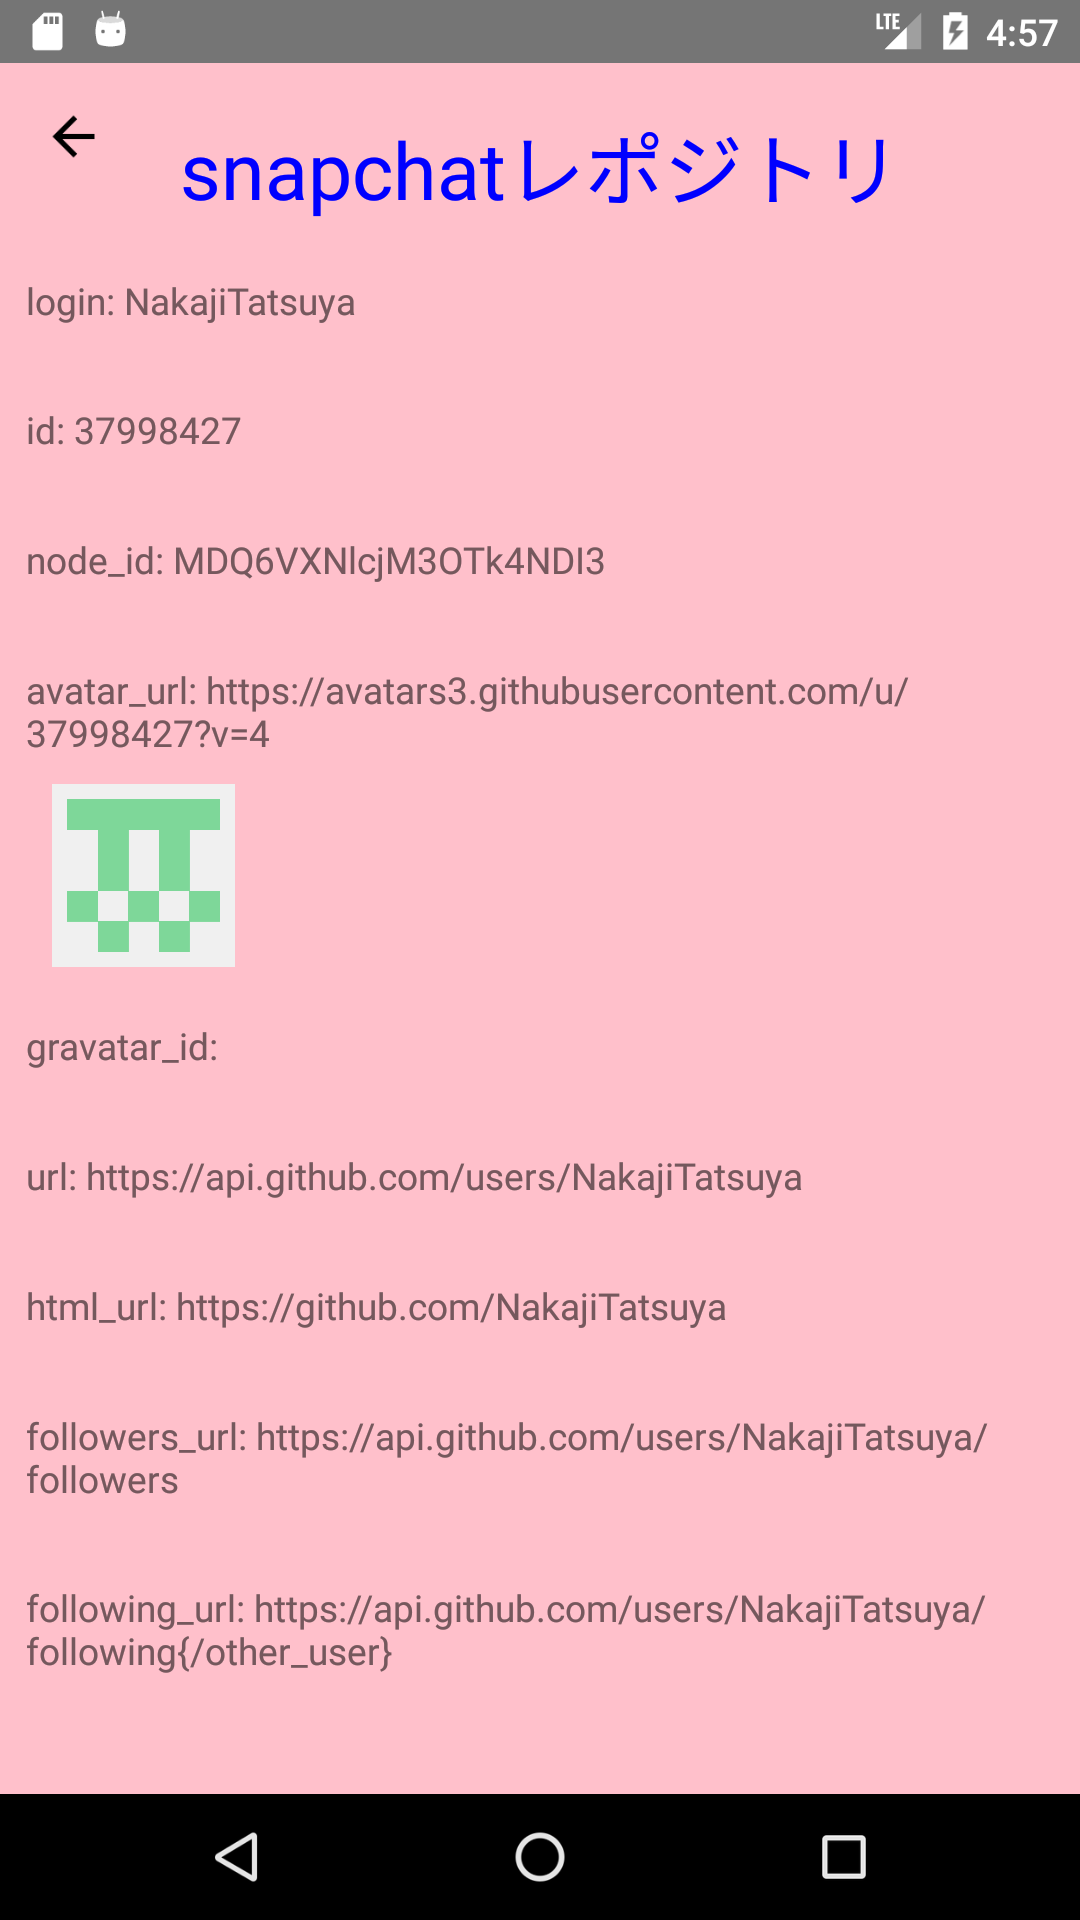 LTE 4:57
snapchatレポジトリ
login: NakajiTatsuya
id: 37998427
node_id: MDQ6VXNlcjM3OTk4NDI3
avatar_url: https://avatars3.githubusercontent.com/u/
37998427?v=4
gravatar_id:
url: https://api.github.com/users/NakajiTatsuya
html_url: https://github.com/NakajiTatsuya
followers_url: https://api.github.com/users/NakajiTatsuya/
followers
following_url: https://api.github.com/users/NakajiTatsuya/
following{/other_user}